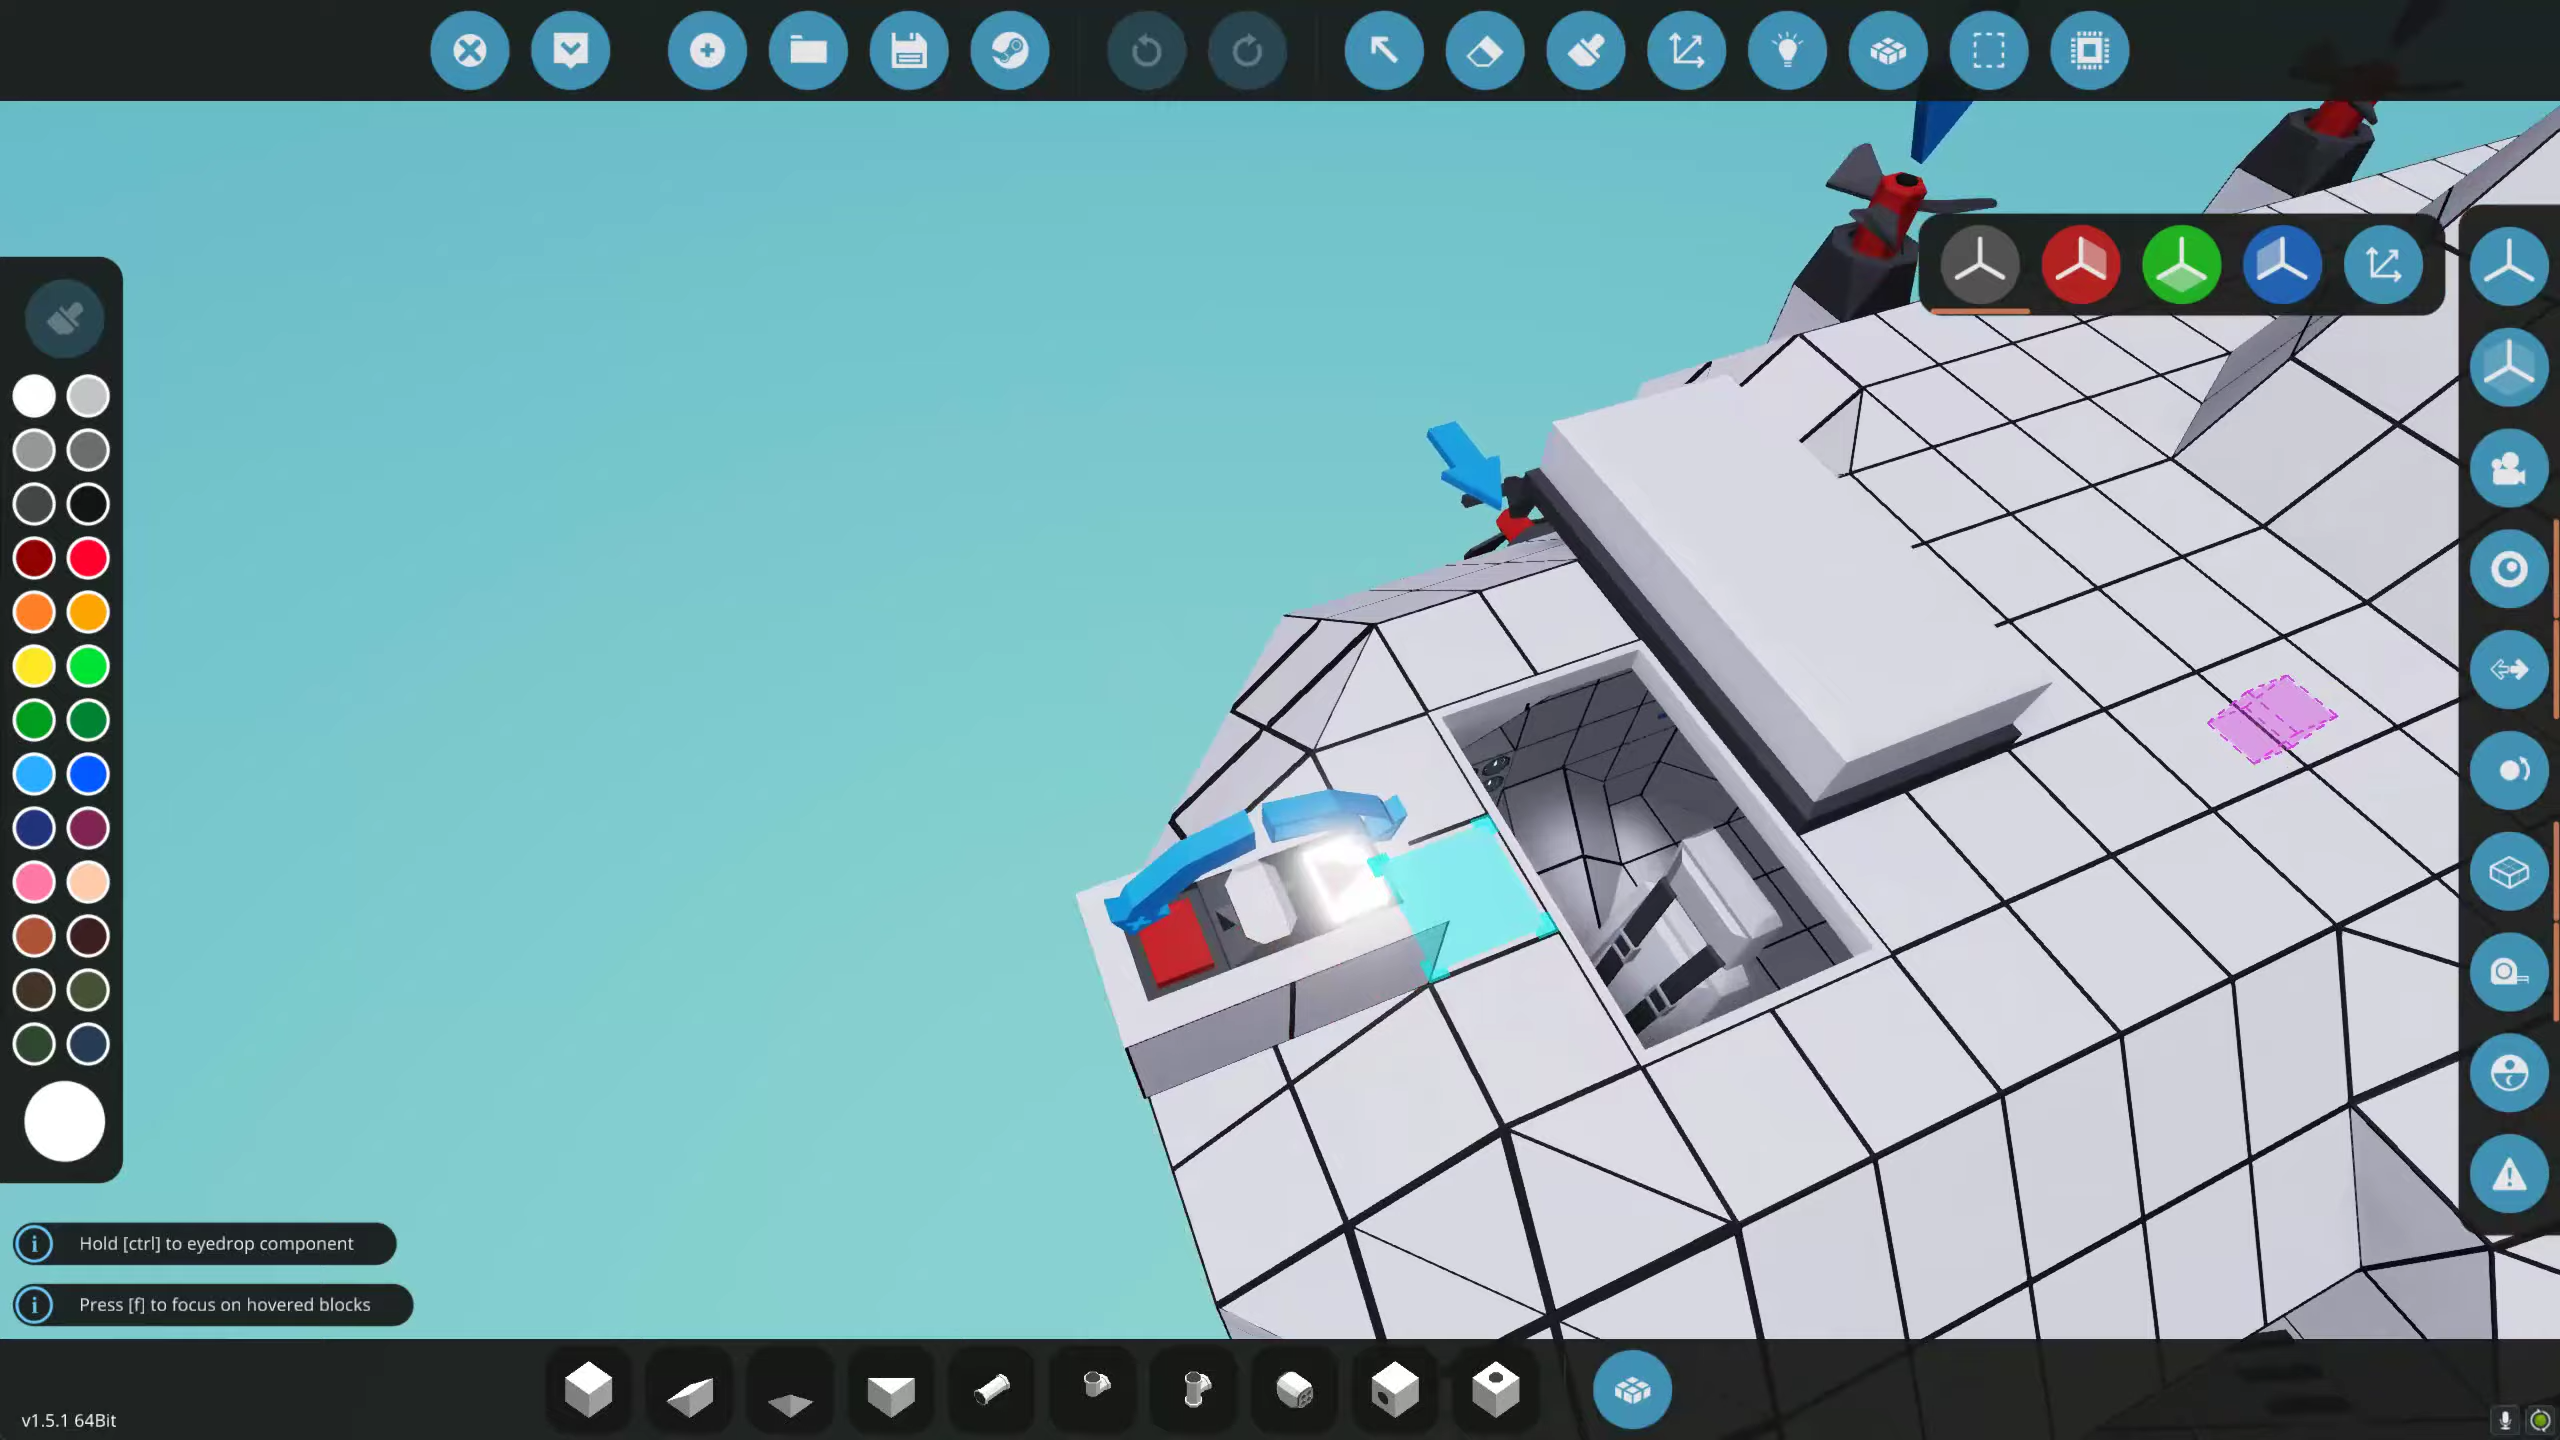 Hold [ctrl] to eyedrop component
Press [f] to focus on hovered blocks
v1.5.1 64Bit